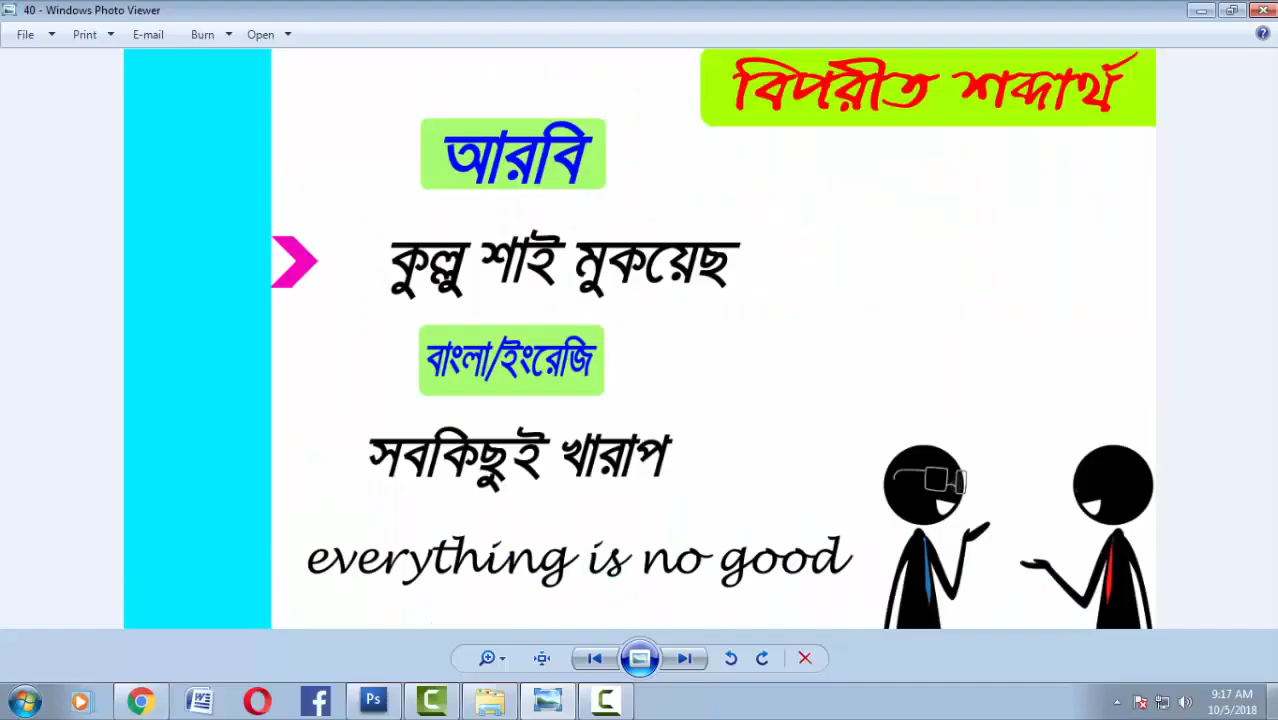 40 - Windows Photo Viewer
File Print E-mail Burn Open
বিপরীত শব্দার্থ
আরবি
কুল্লু শাই মুকয়েছ
বাংলা/ইংরেজি
সবকিছুই খারাপ
everything is no good
9:17 AM
10/5/2018